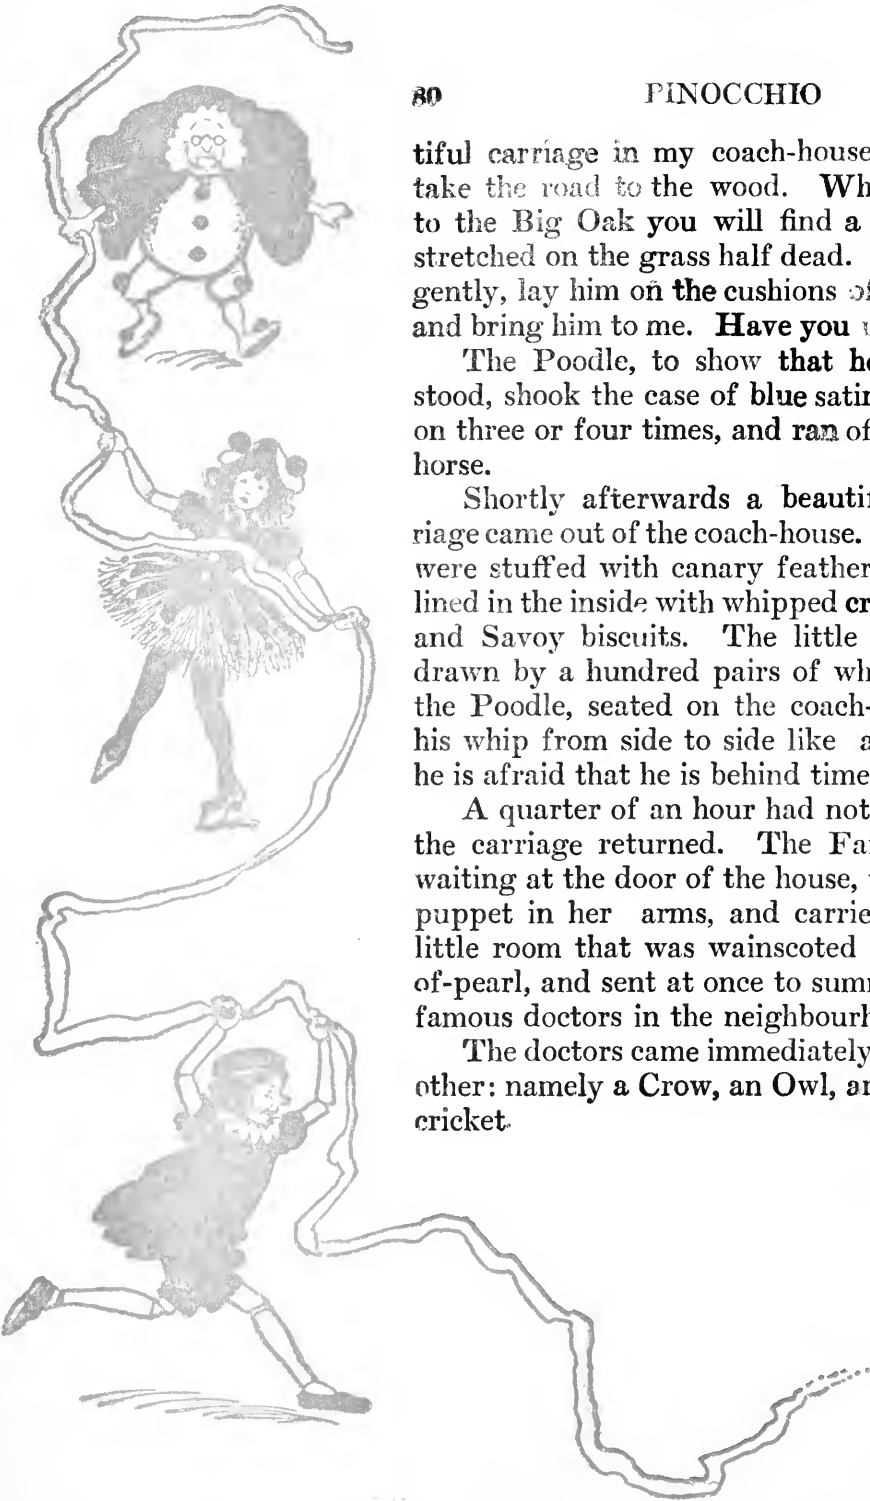 80 PINOCCHIO
tiful carriage in my coach-house
take the road to the wood. Wh
to the Big Oak you will find a
stretched on the grass half dead.
gently, lay him on the cushions of
and bring him to me. Have you
The Poodle, to show that he
stood, shook the case of blue satin
on three or four times, and ran of
horse.
Shortly afterwards a beautif
riage came out of the coach-house.
were stuffed with canary feather
lined in the inside with whipped cr
and Savoy biscuits. The little
drawn by a hundred pairs of wh
the Poodle, seated on the coach-
his whip from side to side like a
he is afraid that he is behind time
A quarter of an hour had not
the carriage returned. The Fai
waiting at the door of the house,
puppet in her arms, and carrie
little room that was wainscoted
of-pearl, and sent at once to summ
famous doctors in the neighbourh
The doctors came immediately
other: namely a Crow, an Owl, an
cricket.